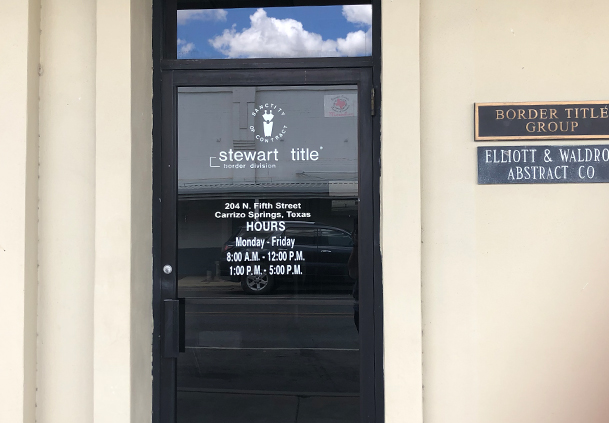 SANCTITY
OF CONTRACT
stewart title®
border division
204 N. Fifth Street
Carrizo Springs, Texas
HOURS
Monday - Friday
8:00 A.M. - 12:00 P.M.
1:00 P.M. - 5:00 P.M.
BORDER TITLE
GROUP
ELLIOTT & WALDRO
ABSTRACT CO